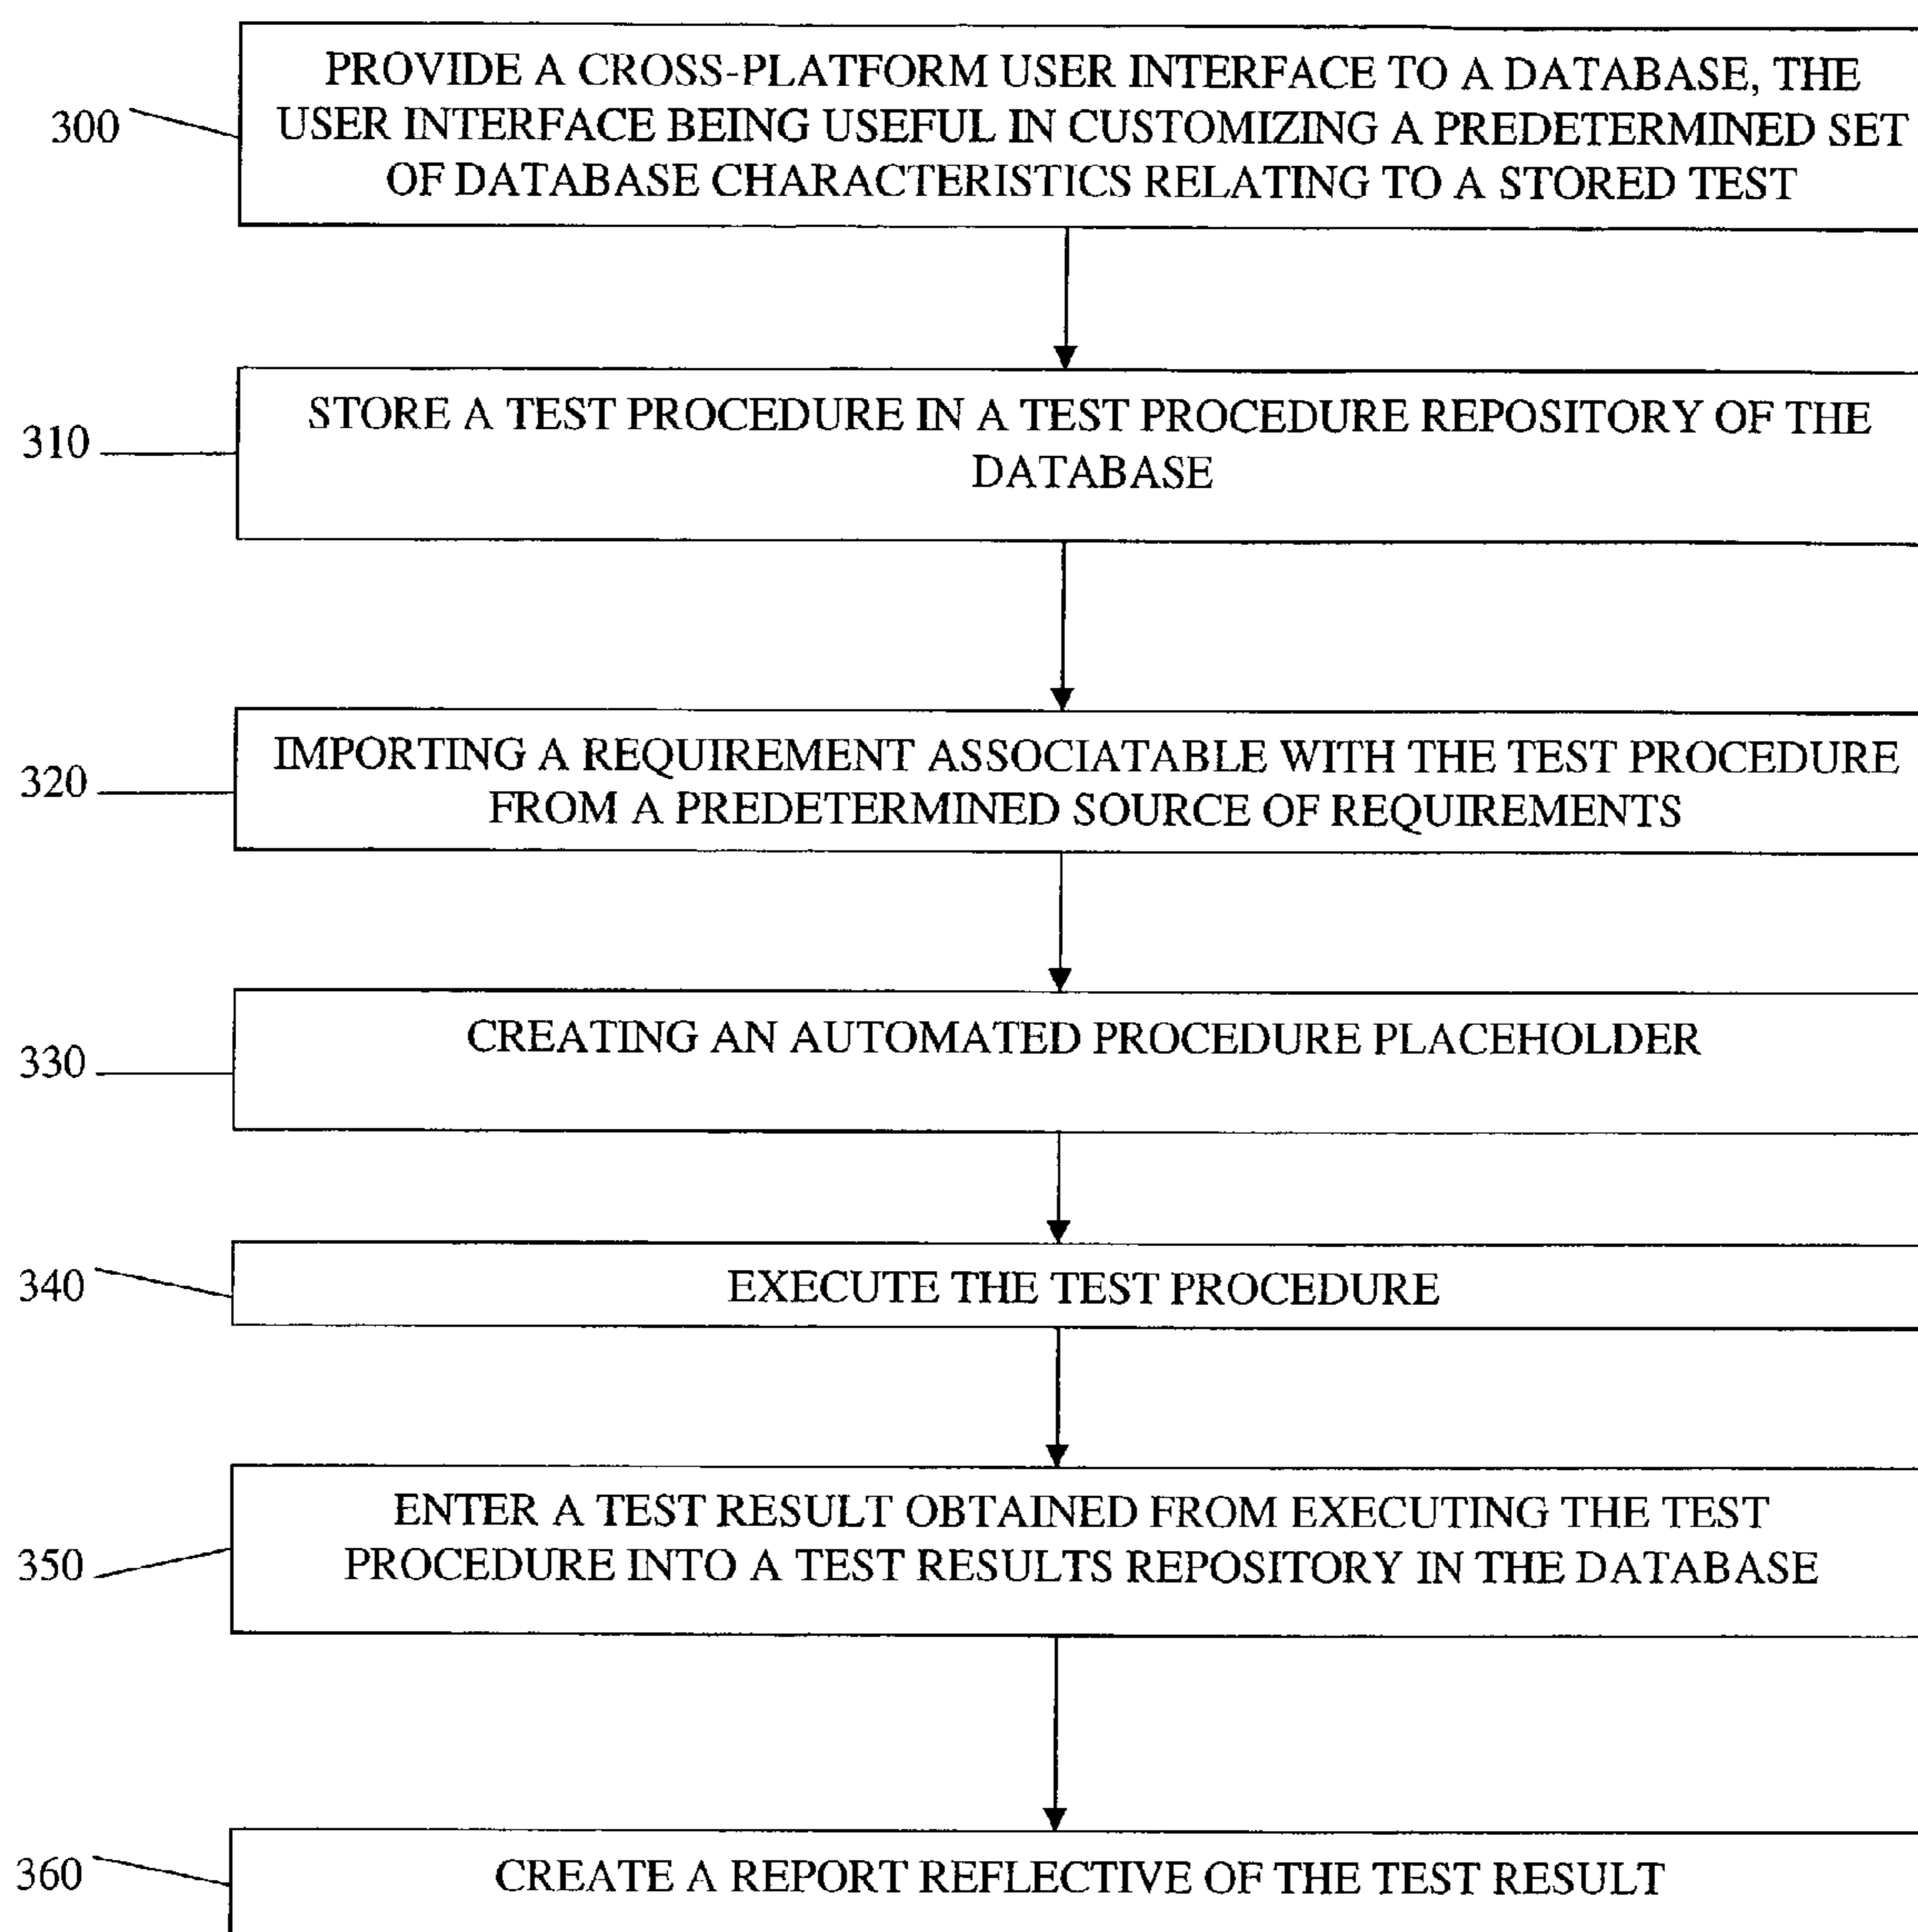 300
PROVIDE A CROSS-PLATFORM USER INTERFACE TO A DATABASE, THE
USER INTERFACE BEING USEFUL IN CUSTOMIZING A PREDETERMINED SET
OF DATABASE CHARACTERISTICS RELATING TO A STORED TEST
310
STORE A TEST PROCEDURE IN A TEST PROCEDURE REPOSITORY OF THE
DATABASE
320
IMPORTING A REQUIREMENT ASSOCIATABLE WITH THE TEST PROCEDURE
FROM A PREDETERMINED SOURCE OF REQUIREMENTS
330
CREATING AN AUTOMATED PROCEDURE PLACEHOLDER
340
EXECUTE THE TEST PROCEDURE
350
ENTER A TEST RESULT OBTAINED FROM EXECUTING THE TEST
PROCEDURE INTO A TEST RESULTS REPOSITORY IN THE DATABASE
360
CREATE A REPORT REFLECTIVE OF THE TEST RESULT